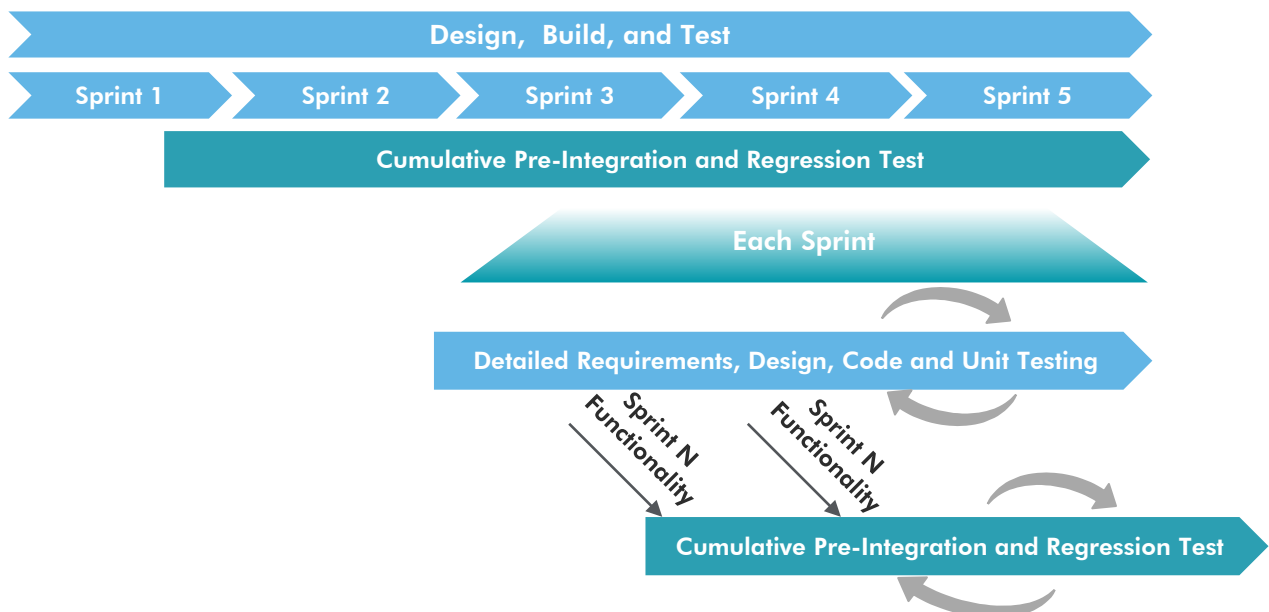 Design, Build, and Test
Sprint 1
Sprint 2
Sprint 3
Sprint 4
Sprint 5
Cumulative Pre-Integration and Regression Test
Each Sprint
Detailed Requirements, Design, Code and Unit Testing
Sprint N
Functionality
Sprint N
Functionality
Cumulative Pre-Integration and Regression Test